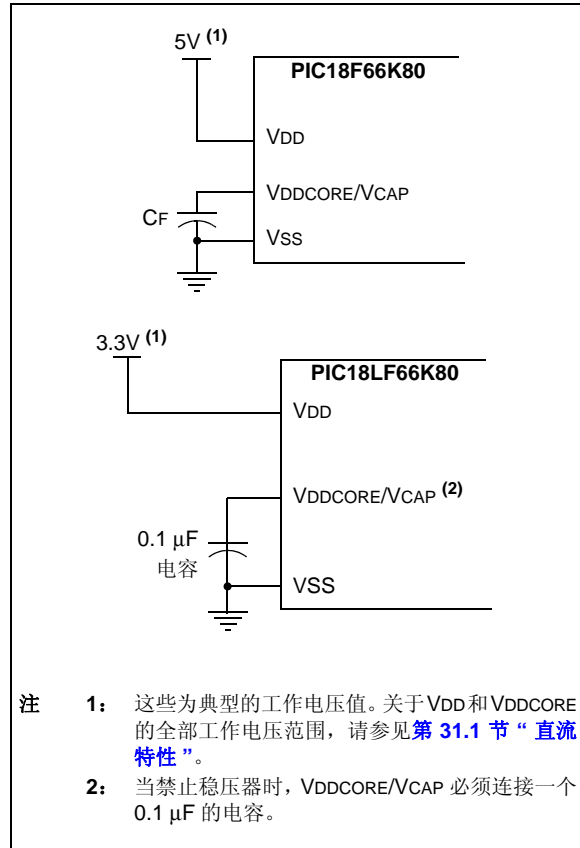 5V (1)
PIC18F66K80
VDD
VDDCORE/VCAP
CF
VSS
3.3V (1)
PIC18LF66K80
VDD
VDDCORE/VCAP (2)
0.1 μF
电容
VSS
注 1： 这些为典型的工作电压值。关于VDD和VDDCORE
的全部工作电压范围，请参见第 31.1 节“ 直流
特性 ”。
2： 当禁止稳压器时，VDDCORE/VCAP 必须连接一个
0.1 μF 的电容。